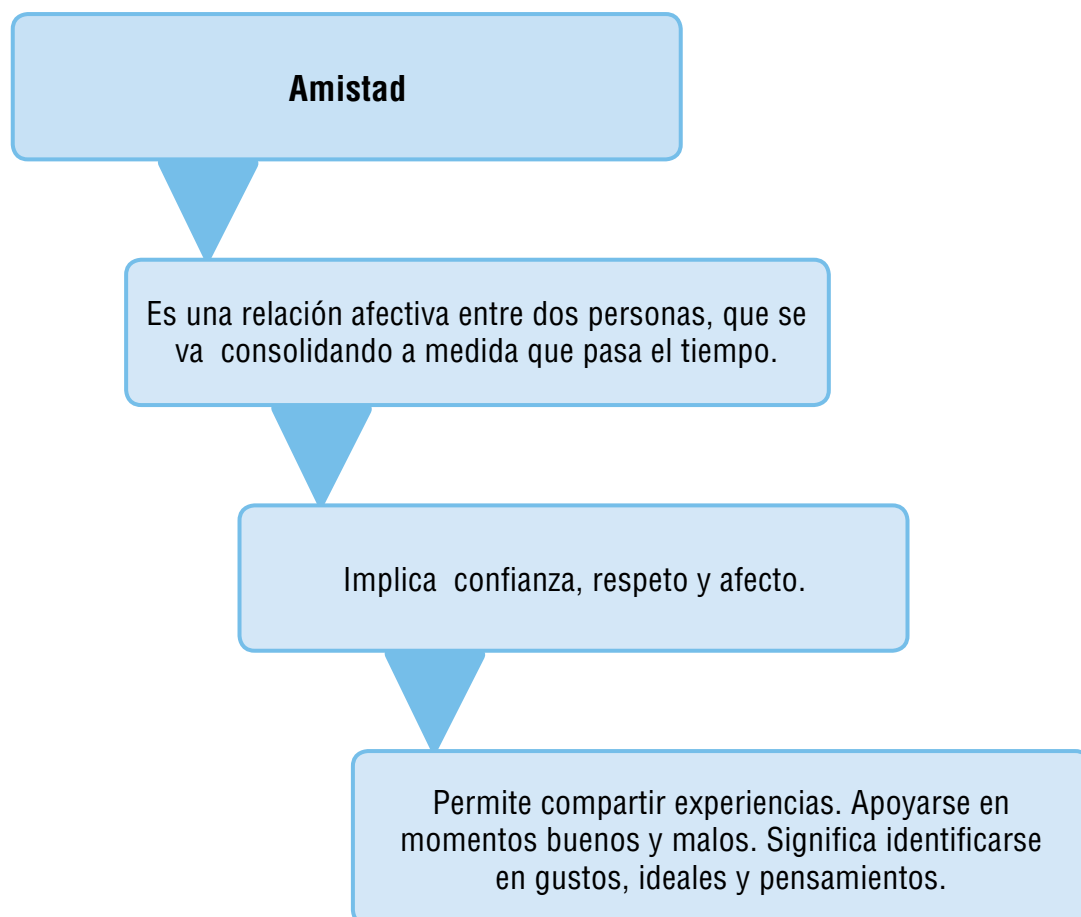 Amistad
Es una relación afectiva entre dos personas, que se
va  consolidando a medida que pasa el tiempo.
Implica  confianza, respeto y afecto.
Permite compartir experiencias. Apoyarse en
momentos buenos y malos. Significa identificarse
en gustos, ideales y pensamientos.